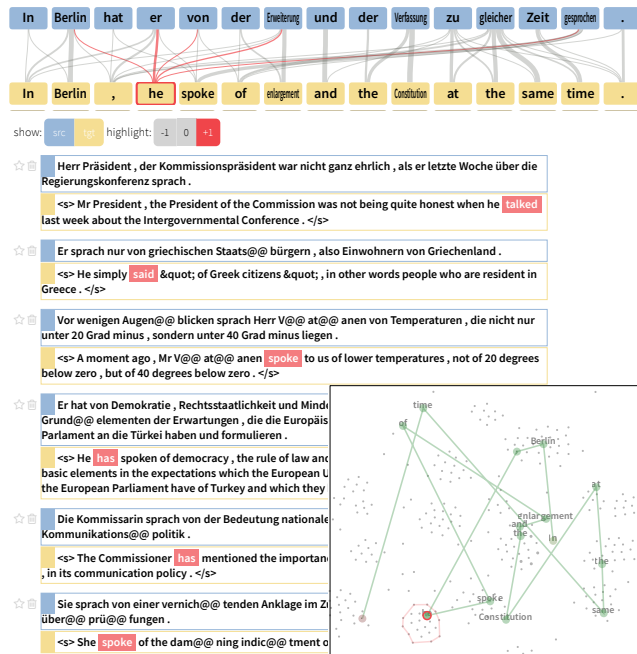 In Berlin hat er von der Erweiterung und der Verfassung zu gleicher Zeit gesprochen .
In Berlin , he spoke of enlargement and the Constitution at the same time .
show: src tgt highlight: -1 0 +1
Herr Präsident , der Kommissionspräsident war nicht ganz ehrlich , als er letzte Woche über die
Regierungskonferenz sprach .
<s> Mr President , the President of the Commission was not being quite honest when he talked
last week about the Intergovernmental Conference . </s>
Er sprach nur von griechischen Staats@@ bürgern , also Einwohnern von Griechenland .
<s> He simply said &quot; of Greek citizens &quot; , in other words people who are resident in
Greece . </s>
Vor wenigen Augen@@ blicken sprach Herr V@@ at@@ anen von Temperaturen , die nicht nur
unter 20 Grad minus , sondern unter 40 Grad minus liegen .
<s> A moment ago , Mr V@@ at@@ anen spoke to us of lower temperatures , not of 20 degrees
below zero , but of 40 degrees below zero . </s>
Er hat von Demokratie , Rechtsstaatlichkeit und Minde
Grund@@ elementen der Erwartungen , die die Europäis
Parlament an die Türkei haben und formulieren .
<s> He has spoken of democracy , the rule of law and
basic elements in the expectations which the European U
the European Parliament have of Turkey and which they
Die Kommissarin sprach von der Bedeutung nationale
Kommunikations@@ politik .
<s> The Commissioner has mentioned the importan
, in its communication policy . </s>
Sie sprach von einer vernich@@ tenden Anklage im Z
über@@ prü@@ fungen .
<s> She spoke of the dam@@ ning indic@@ tment o
time
of
Berlin
at
enlargement
and
the
In
the
spoke
Constitution
same